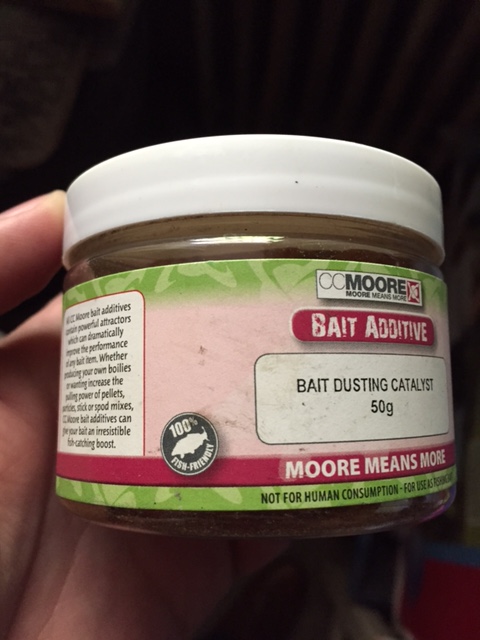 CCMOORE
MOORE MEANS MORE
BAIT ADDITIVE
All CC Moore bait additives
contain powerful attractors
which can dramatically
improve the performance
of any bait item. Whether
producing your own boilies
or wanting increase the
pulling power of pellets,
particles, stick or spod mixes,
CC Moore bait additives can
give your bait an irresistible
fish-catching boost.
BAIT DUSTING CATALYST
50g
100%
FISH-FRIENDLY
MOORE MEANS MORE
NOT FOR HUMAN CONSUMPTION - FOR USE AS FISHING